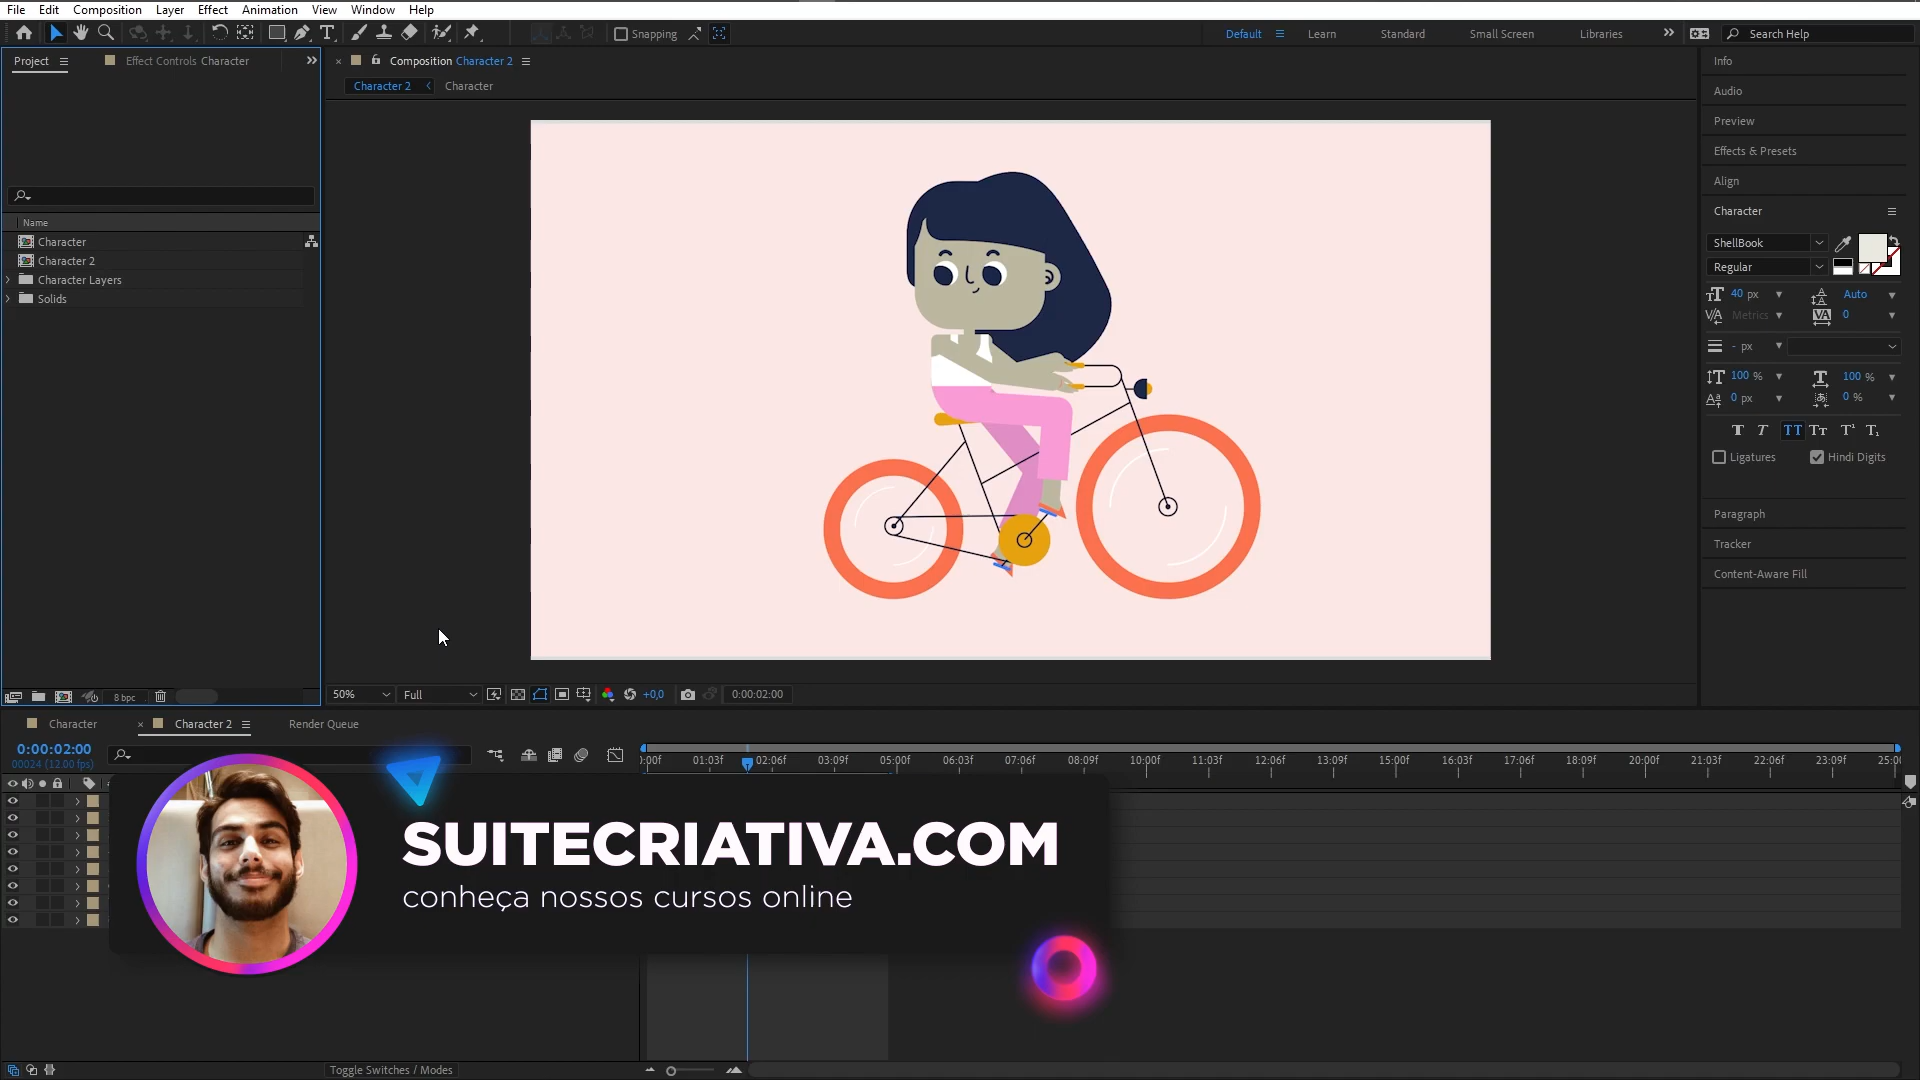 File Edit Composition Layer Effect Animation View Window Help
Snapping
Default Learn Standard Small Screen Libraries Search Help
Project Effect Controls Character
Composition Character 2
Character 2 Character
Name
Character
Character 2
Character Layers
Solids
8 bpc
50% Full +0,0 0:00:02:00
Info
Audio
Preview
Effects & Presets
Align
Character
ShellBook
Regular
40 px Auto
Metrics 0
- px
100 % 100 %
0 px 0 %
Ligatures Hindi Digits
Paragraph
Tracker
Content-Aware Fill
Character Character 2 Render Queue
0:00:02:00
00024 (12.00 fps)
:00f 01:03f 02:06f 03:09f 05:00f 06:03f 07:06f 08:09f 10:00f 11:03f 12:06f 13:09f 15:00f 16:03f 17:06f 18:09f 20:00f 21:03f 22:06f 23:09f 25:0
SUITECRIATIVA.COM
conheça nossos cursos online
Toggle Switches / Modes